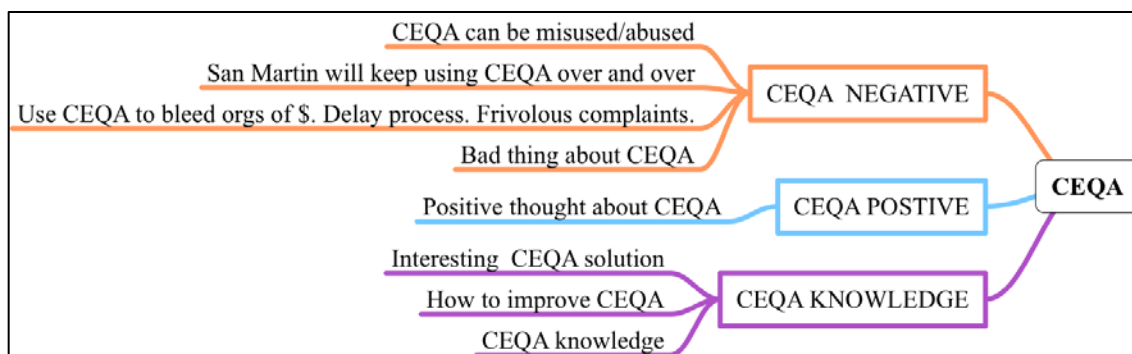 CEQA can be misused/abused
San Martin will keep using CEQA over and over
Use CEQA to bleed orgs of $. Delay process. Frivolous complaints.
Bad thing about CEQA
CEQA  NEGATIVE
Positive thought about CEQA
CEQA POSTIVE
CEQA
Interesting  CEQA solution
How to improve CEQA
CEQA knowledge
CEQA KNOWLEDGE